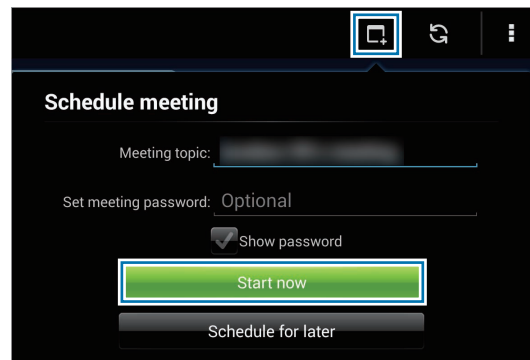 Schedule meeting
Meeting topic:
Set meeting password: Optional
Show password
Start now
Schedule for later